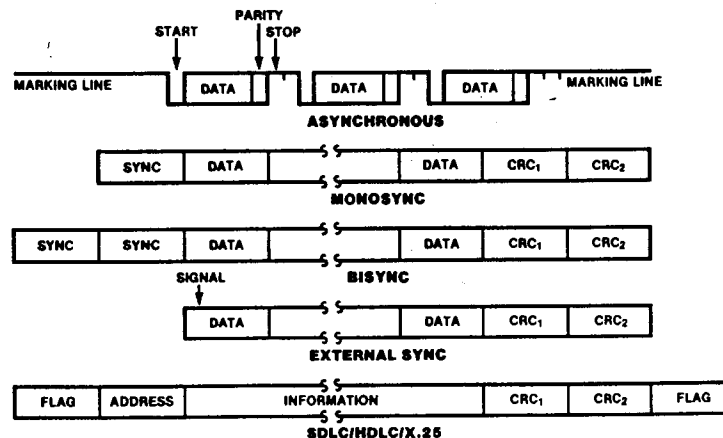 PARITY
START STOP
MARKING LINE DATA DATA DATA MARKING LINE
ASYNCHRONOUS
SYNC DATA DATA CRC1 CRC2
MONOSYNC
SYNC SYNC DATA DATA CRC1 CRC2
BISYNC
SIGNAL
DATA DATA CRC1 CRC2
EXTERNAL SYNC
FLAG ADDRESS INFORMATION CRC1 CRC2 FLAG
SDLC/HDLC/X.25